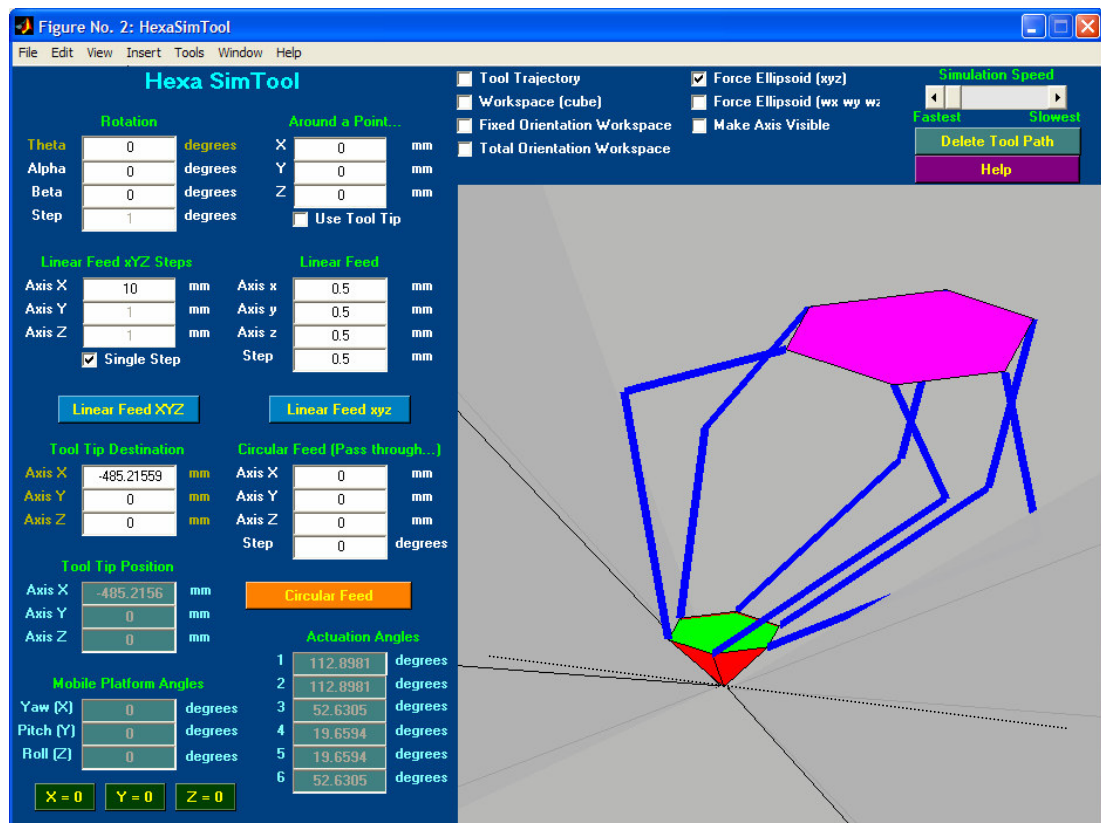 Figure No. 2: HexaSimTool
File Edit View Insert Tools Window Help
Hexa SimTool
Rotation
Theta 0 degrees
Alpha 0 degrees
Beta 0 degrees
Step 1 degrees
Around a Point...
X 0 mm
Y 0 mm
Z 0 mm
Use Tool Tip
Linear Feed xYZ Steps
Axis X 10 mm
Axis Y 1 mm
Axis Z 1 mm
Single Step
Linear Feed
Axis x 0.5 mm
Axis y 0.5 mm
Axis z 0.5 mm
Step 0.5 mm
Linear Feed XYZ
Linear Feed xyz
Tool Tip Destination
Axis X -485.21559 mm
Axis Y 0 mm
Axis Z 0 mm
Circular Feed (Pass through...)
Axis X 0 mm
Axis Y 0 mm
Axis Z 0 mm
Step 0 degrees
Tool Tip Position
Axis X -485.2156 mm
Axis Y 0 mm
Axis Z 0 mm
Circular Feed
Mobile Platform Angles
Yaw (X) 0 degrees
Pitch (Y) 0 degrees
Roll (Z) 0 degrees
Actuation Angles
1 112.8981 degrees
2 112.8981 degrees
3 52.6305 degrees
4 19.6594 degrees
5 19.6594 degrees
6 52.6305 degrees
X = 0 Y = 0 Z = 0
Tool Trajectory
Workspace (cube)
Fixed Orientation Workspace
Total Orientation Workspace
Force Ellipsoid (xyz)
Force Ellipsoid (wx wy wz
Make Axis Visible
Simulation Speed
Fastest Slowest
Delete Tool Path
Help